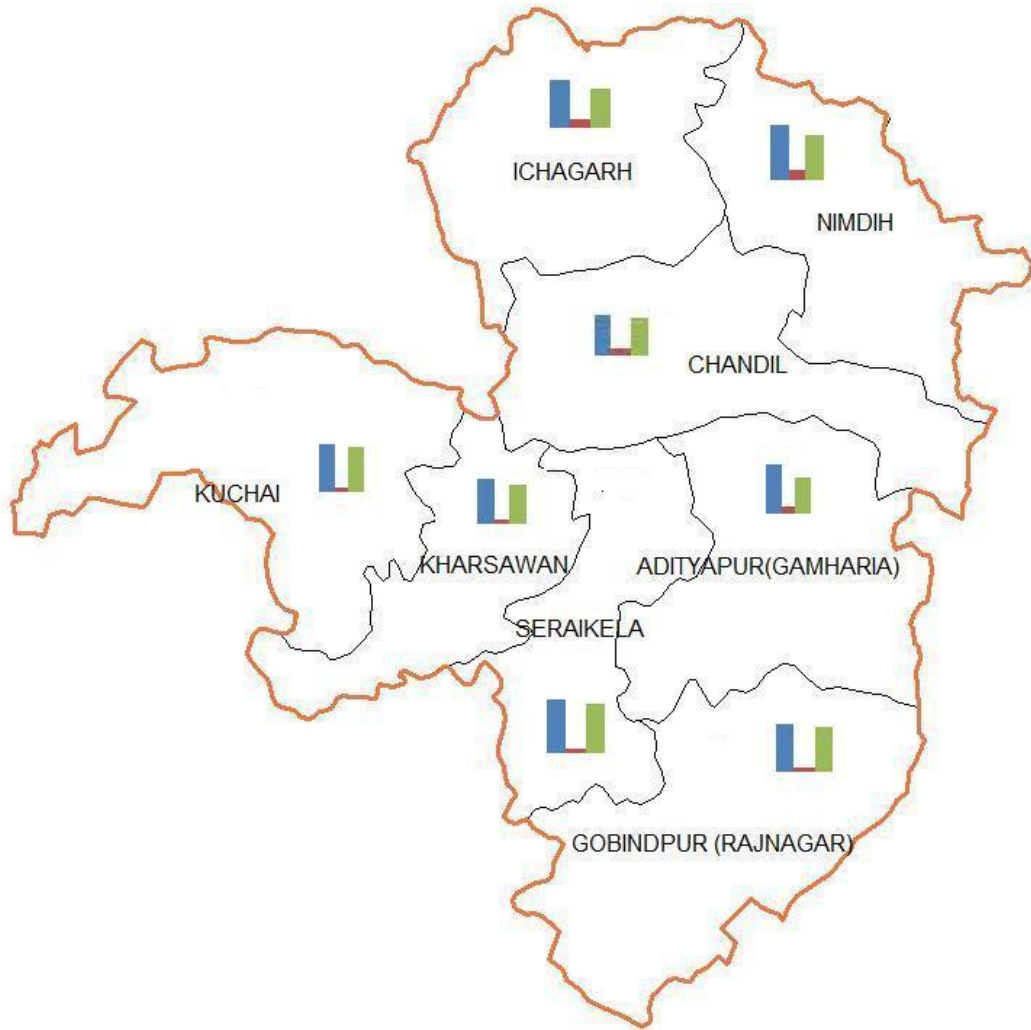 ICHAGARH
NIMDIH
CHANDIL
KUCHAI
KHARSAWAN
ADITYAPUR(GAMHARIA)
SERAIKELA
GOBINDPUR (RAJNAGAR)